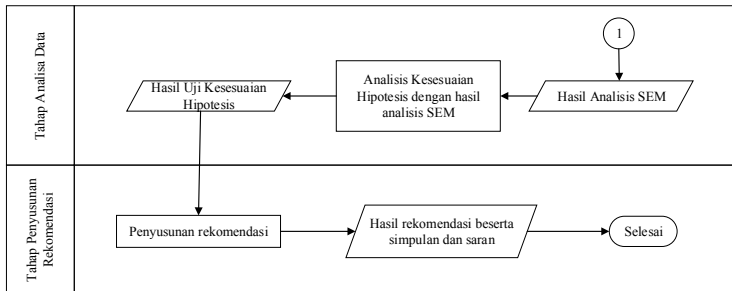 Tahap Analisa Data
1
Hasil Analisis SEM
Analisis Kesesuaian
Hipotesis dengan hasil
analisis SEM
Hasil Uji Kesesuaian
Hipotesis
Tahap Penyusunan
Rekomendasi
Penyusunan rekomendasi
Hasil rekomendasi beserta
simpulan dan saran
Selesai